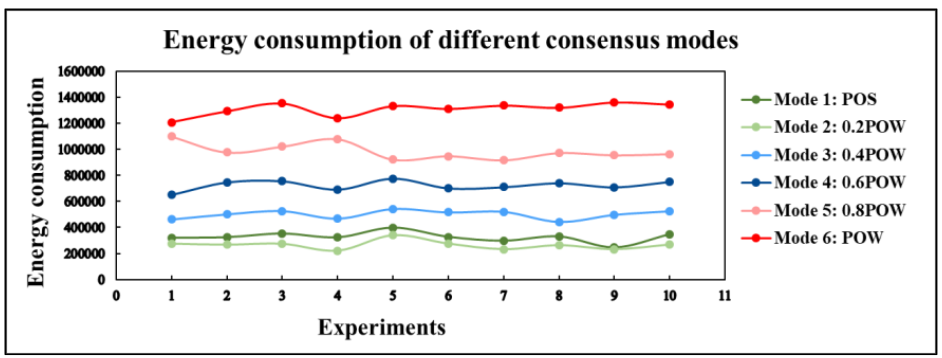 Energy consumption of different consensus modes
Energy consumption
1600000
1400000
1200000
1000000
800000
600000
400000
200000
0
0 1 2 3 4 5 6 7 8 9 10 11
Experiments
Mode 1: POS
Mode 2: 0.2POW
Mode 3: 0.4POW
Mode 4: 0.6POW
Mode 5: 0.8POW
Mode 6: POW